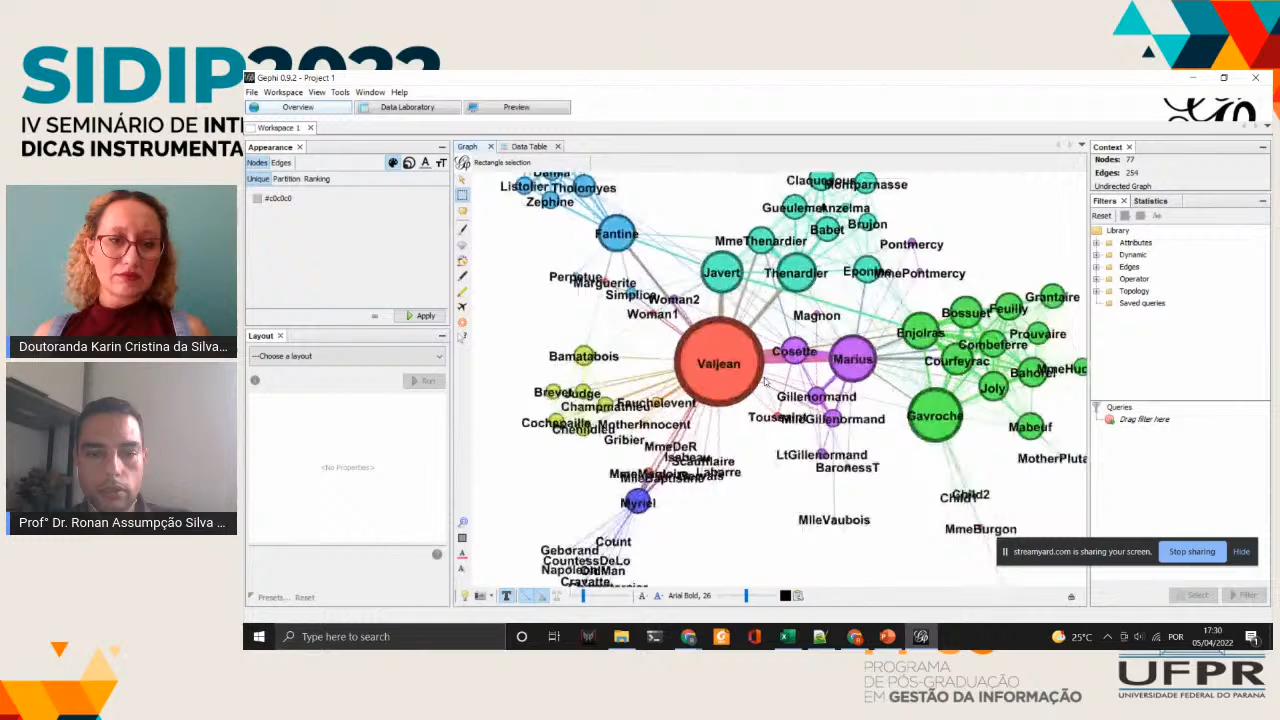 SIDIP2022
IV SEMINÁRIO DE INT
DICAS INSTRUMENTA
Doutoranda Karin Cristina da Silva...
Prof° Dr. Ronan Assumpção Silva ...
Gephi 0.9.2 - Project 1
File Workspace View Tools Window Help
Overview Data Laboratory Preview
Workspace 1
Appearance
Nodes Edges
Unique Partition Ranking
#c0c0c0
Apply
Layout
---Choose a layout
Run
<No Properties>
Presets... Reset
Graph Data Table
Rectangle selection
Listolier Tholomyes
Zephine
Fantine
Perpetue
Marguerite
Simplice
Woman2
Woman1
Claquesous
Montparnasse
Gueulemer
Anzelma
Babet
Brujon
MmeThenardier
Javert
Thenardier
Eponine
Pontmercy
MmePontmercy
Magnon
Valjean
Cosette
Marius
Enjolras
Bossuet
Feuilly
Grantaire
Combeferre
Prouvaire
Courfeyrac
Bahorel
MmeHuc
Joly
Gavroche
Mabeuf
MotherPluta
Bamatabois
Brevet
Judge
Champmathieu
Fauchelevent
Cochepaille
Chenildieu
MotherInnocent
Gribier
Gillenormand
Toussaint
MlleGillenormand
LtGillenormand
BaronessT
MmeDeR
Isabeau
Scaufflaire
Labarre
Gervais
MmeMagloire
MlleBaptistine
Myriel
MlleVaubois
Child1
Child2
MmeBurgon
Count
Geborand
CountessDeLo
Napoleon
OldMan
Cravatte
Arial Bold, 26
Context
Nodes: 77
Edges: 254
Undirected Graph
Filters Statistics
Reset
Library
Attributes
Dynamic
Edges
Operator
Topology
Saved queries
Queries
Drag filter here
Select Filter
streamyard.com is sharing your screen. Stop sharing Hide
Type here to search
25°C POR 17:30
05/04/2022
PROGRAMA
DE PÓS-GRADUAÇÃO
EM GESTÃO DA INFORMAÇÃO
UFPR
UNIVERSIDADE FEDERAL DO PARANÁ